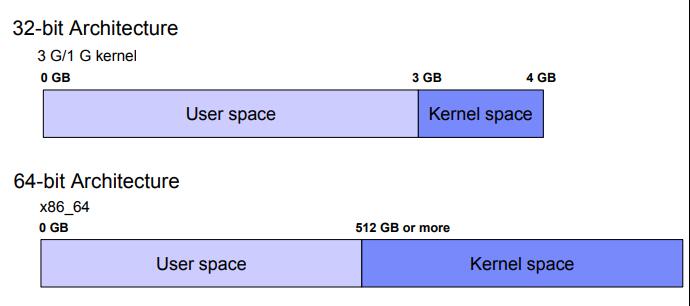 32-bit Architecture
3 G/1 G kernel
0 GB 3 GB 4 GB
User space Kernel space
64-bit Architecture
x86_64
0 GB 512 GB or more
User space Kernel space